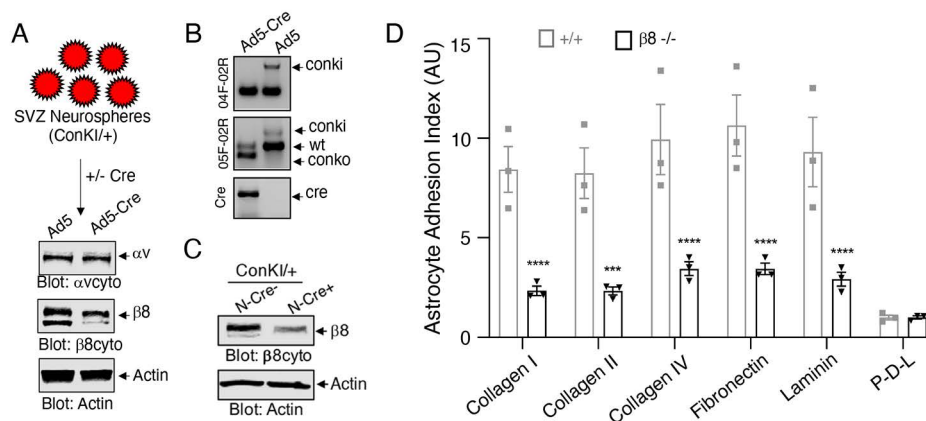 A
SVZ Neurospheres
(ConKI/+)
+/- Cre
Ad5
Ad5-Cre
αv
Blot: αvcyto
β8
Blot: β8cyto
Actin
Blot: Actin
B
Ad5-Cre
Ad5
04F-02R
conki
05F-02R
conki
wt
conko
Cre
cre
C
ConKI/+
N-Cre-
N-Cre+
β8
Blot: β8cyto
Actin
Blot: Actin
D
+/+
β8 -/-
Astrocyte Adhesion Index (AU)
15
10
5
0
****
***
****
****
****
Collagen I
Collagen II
Collagen IV
Fibronectin
Laminin
P-D-L